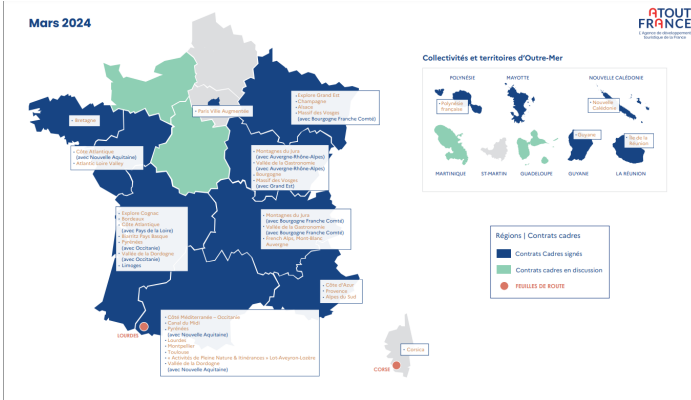 Mars 2024
ATOUT
FRANCE
L'Agence de développement
touristique de la France
Collectivités et territoires d'Outre-Mer
POLYNÉSIE
MAYOTTE
NOUVELLE CALÉDONIE
• Polynésie
française
• Nouvelle
Calédonie
• Guyane
• Île de la
Réunion
MARTINIQUE
ST-MARTIN
GUADELOUPE
GUYANE
LA RÉUNION
• Explore Grand Est
• Champagne
• Alsace
• Massif des Vosges
(avec Bourgogne Franche Comté)
• Paris Ville Augmentée
• Bretagne
• Côte Atlantique
(avec Nouvelle Aquitaine)
• Atlantic Loire Valley
• Montagnes du Jura
(avec Auvergne-Rhône-Alpes)
• Vallée de la Gastronomie
(avec Auvergne-Rhône-Alpes)
• Bourgogne
• Massif des Vosges
(avec Grand Est)
• Explore Cognac
• Bordeaux
• Côte Atlantique
(avec Pays de la Loire)
• Biarritz Pays Basque
• Pyrénées
(avec Occitanie)
• Vallée de la Dordogne
(avec Occitanie)
• Limoges
• Montagnes du Jura
(avec Bourgogne Franche Comté)
• Vallée de la Gastronomie
(avec Bourgogne Franche Comté)
• French Alps, Mont-Blanc
Auvergne
Régions | Contrats cadres
Contrats Cadres signés
Contrats cadres en discussion
FEUILLES DE ROUTE
• Côte d'Azur
• Provence
• Alpes du Sud
• Côté Méditerranée – Occitanie
• Canal du Midi
• Pyrénées
(avec Nouvelle Aquitaine)
• Lourdes
• Montpellier
• Toulouse
• « Activités de Pleine Nature & Itinérances » Lot-Aveyron-Lozère
• Vallée de la Dordogne
(avec Nouvelle Aquitaine)
LOURDES
• Corsica
CORSE